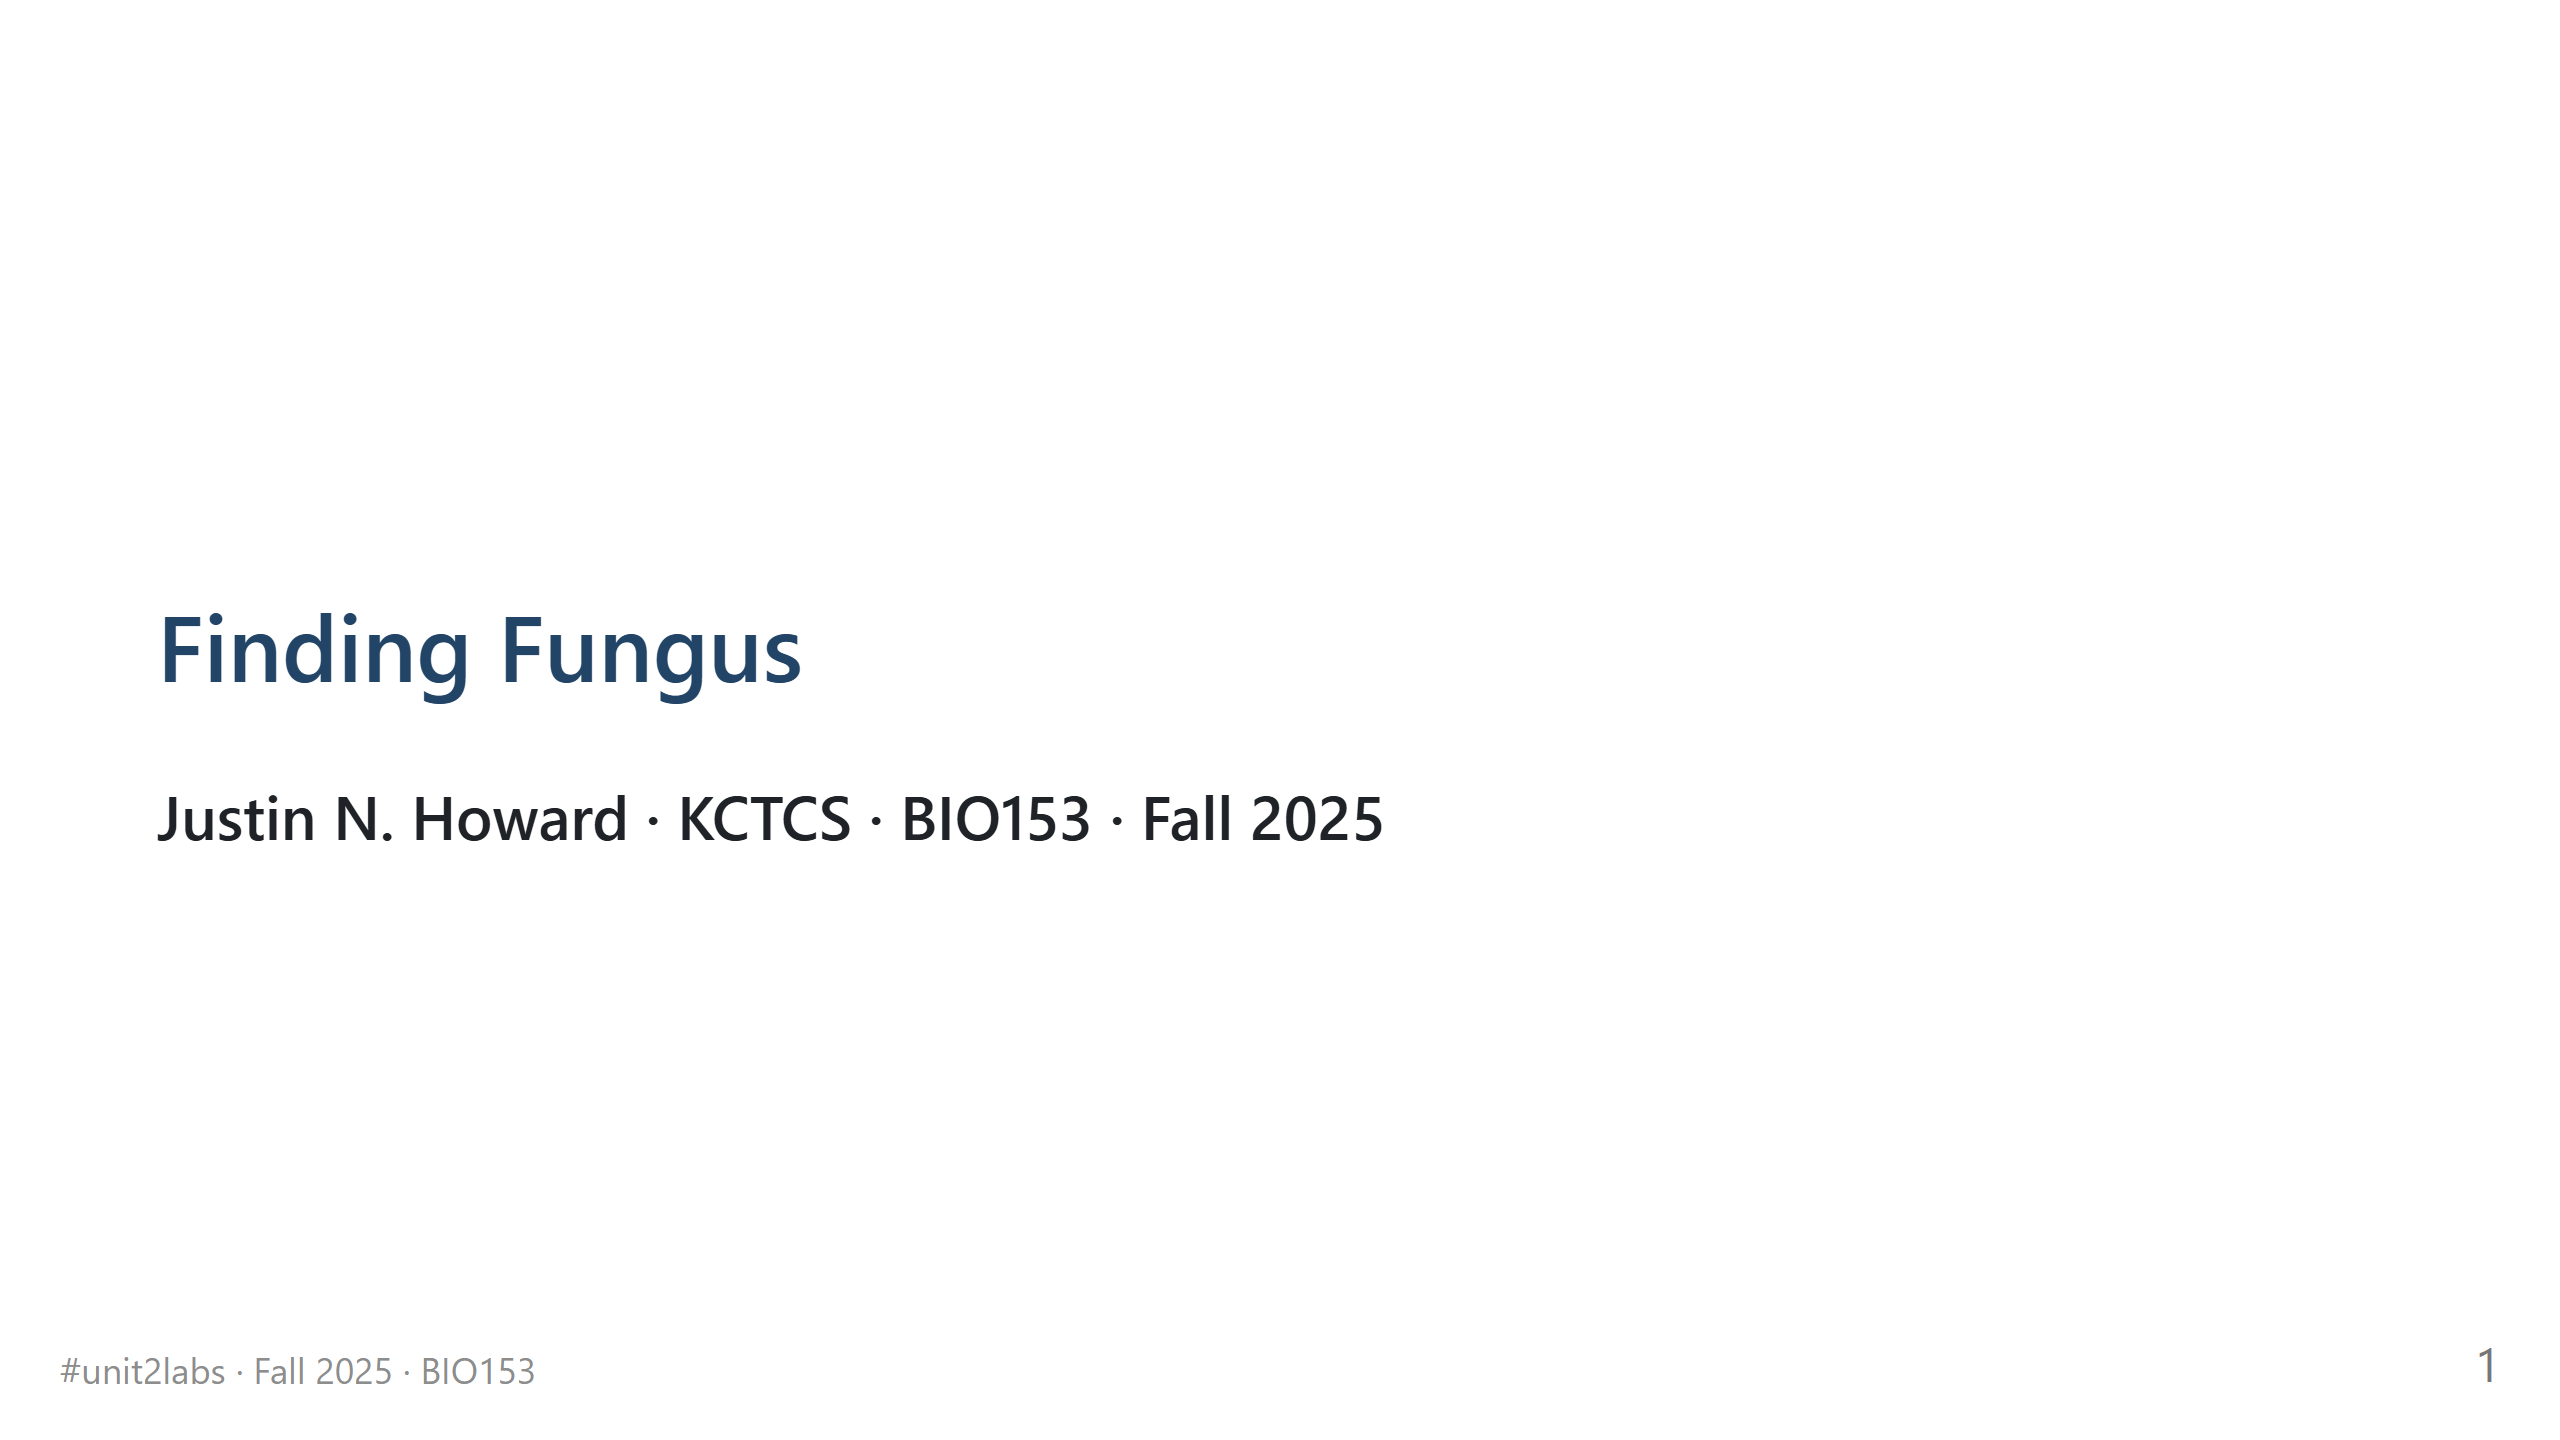 Finding Fungus
Justin N. Howard · KCTCS · BIO153 · Fall 2025
#unit2labs · Fall 2025 · BIO153
1